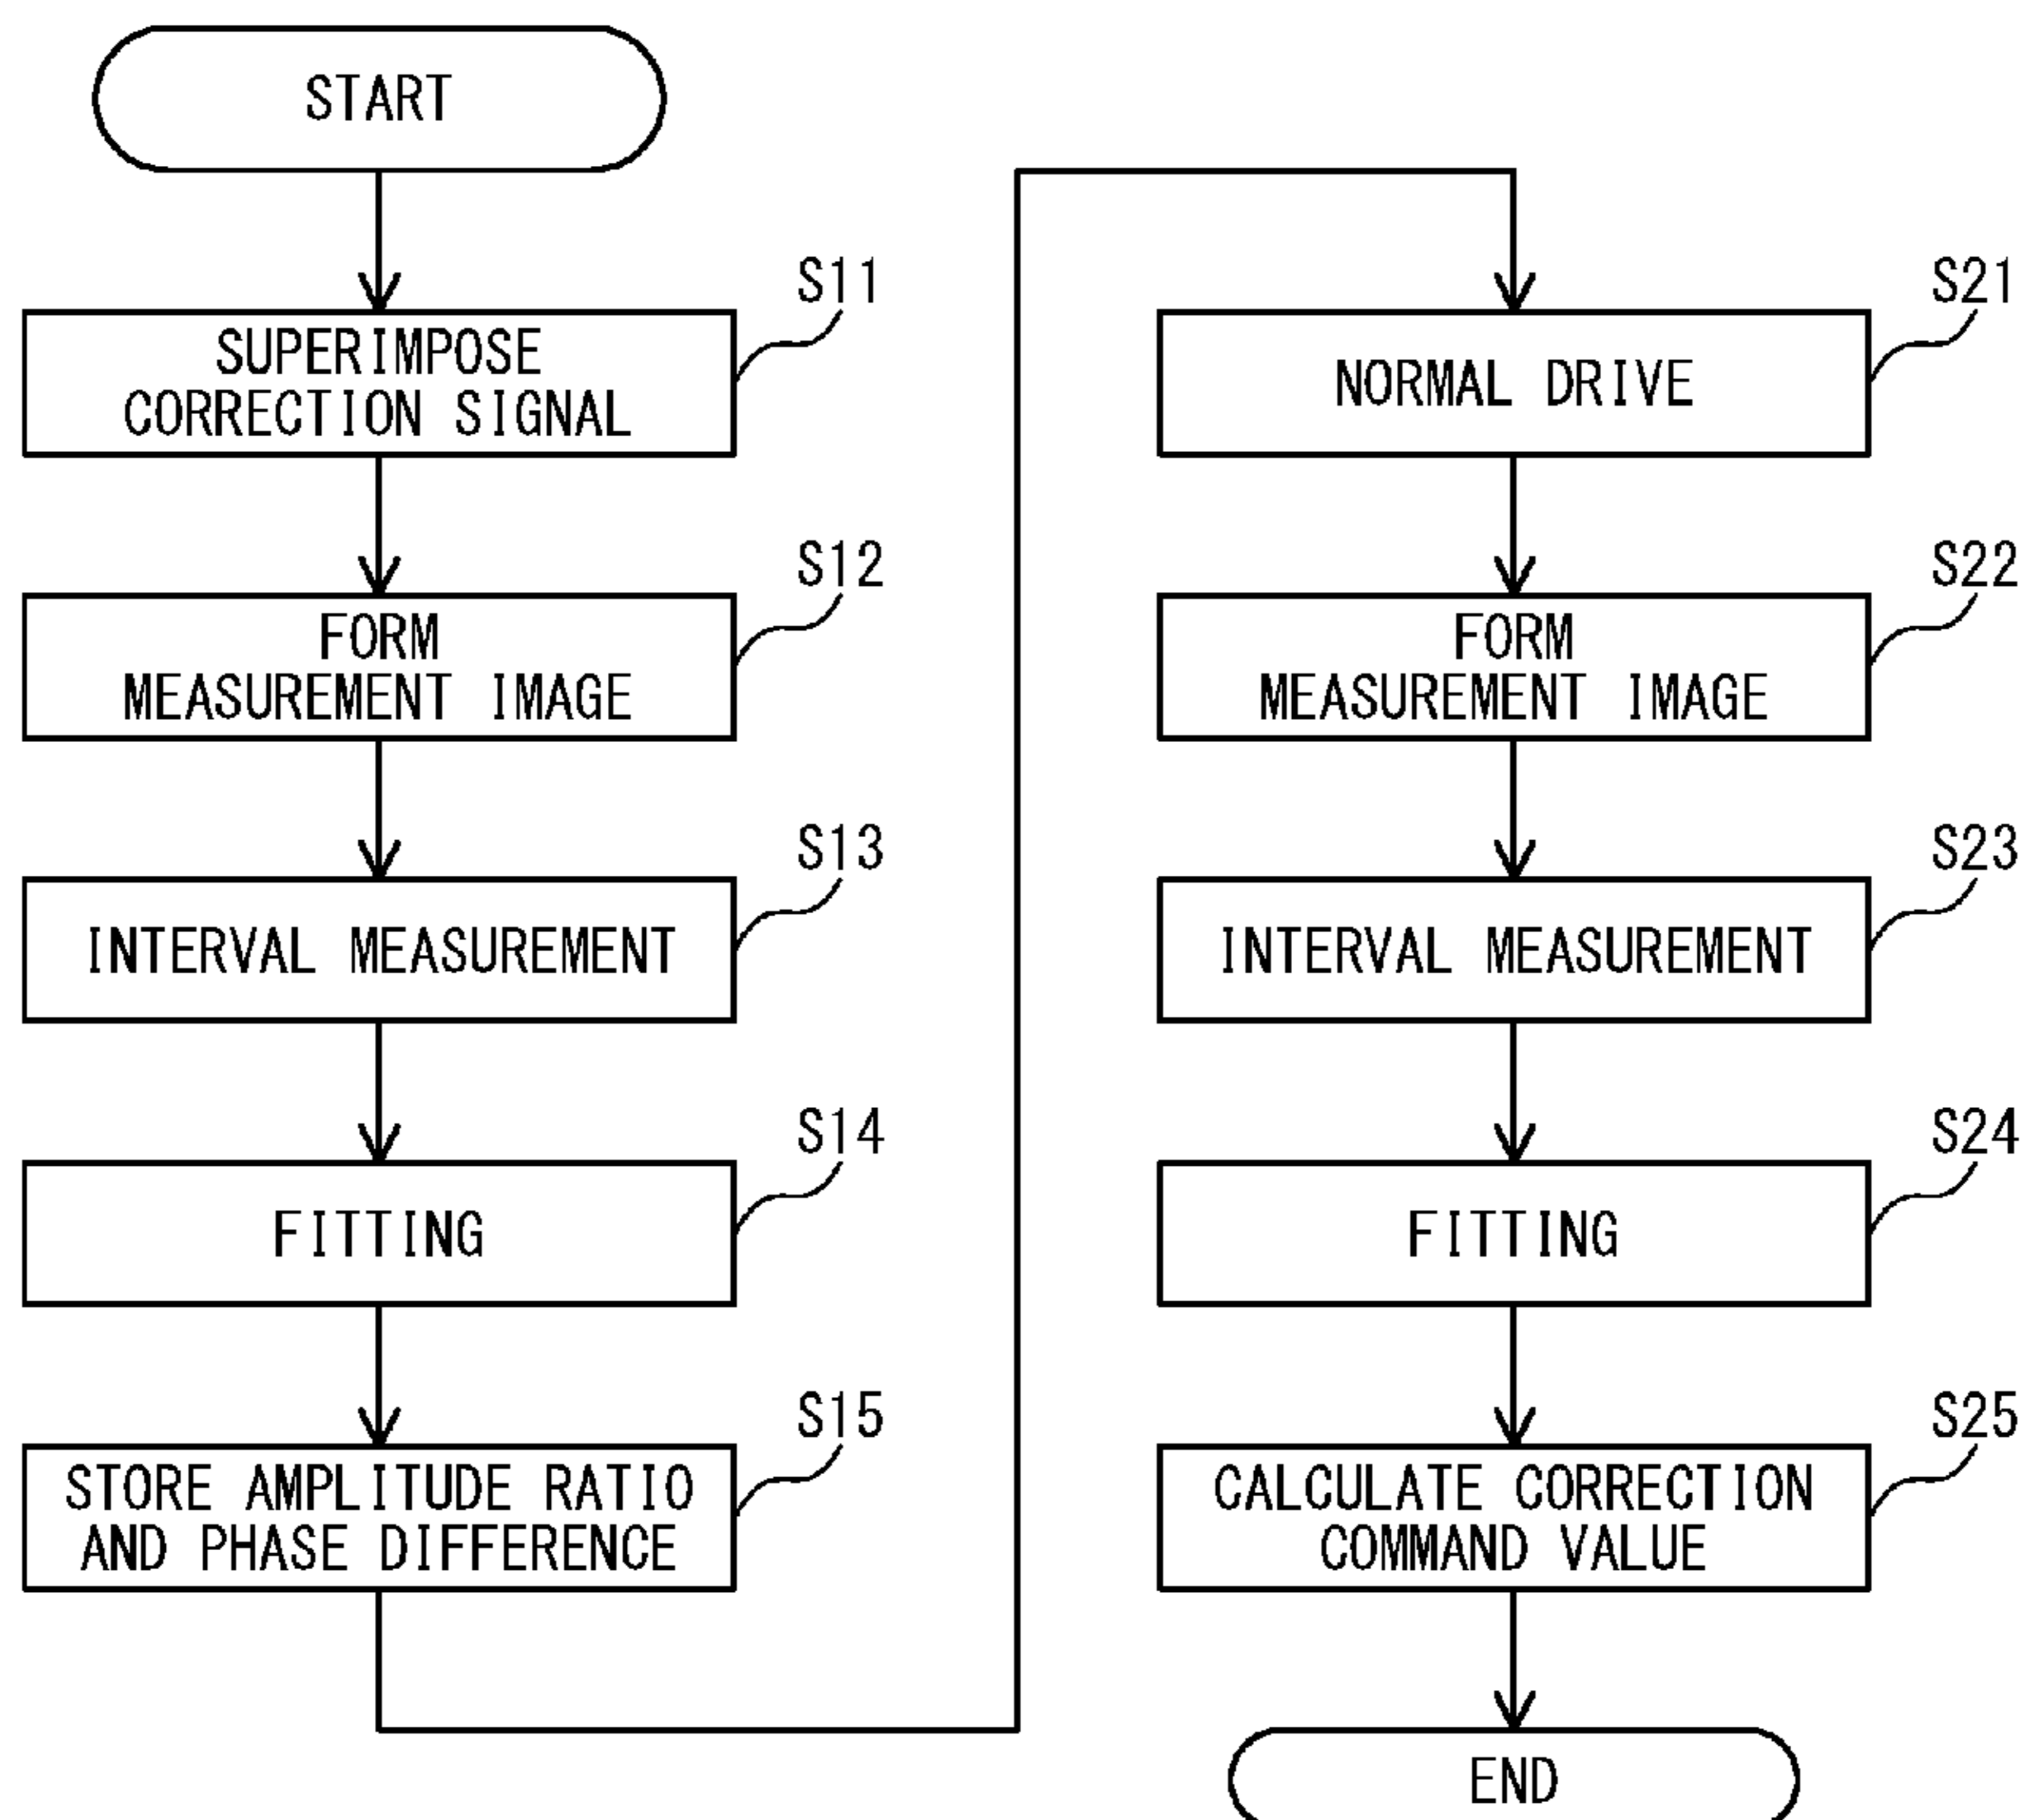 START
S11
SUPERIMPOSE
CORRECTION SIGNAL
S12
FORM
MEASUREMENT IMAGE
S13
INTERVAL MEASUREMENT
S14
FITTING
S15
STORE AMPLITUDE RATIO
AND PHASE DIFFERENCE
S21
NORMAL DRIVE
S22
FORM
MEASUREMENT IMAGE
S23
INTERVAL MEASUREMENT
S24
FITTING
S25
CALCULATE CORRECTION
COMMAND VALUE
END